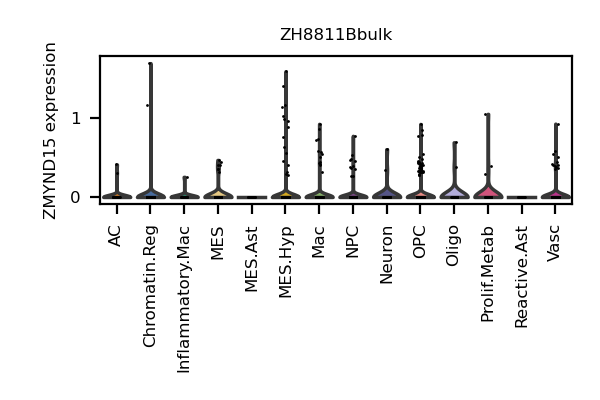 ZH8811Bbulk
ZMYND15 expression
1
0
AC
Chromatin.Reg
Inflammatory.Mac
MES
MES.Ast
MES.Hyp
Mac
NPC
Neuron
OPC
Oligo
Prolif.Metab
Reactive.Ast
Vasc